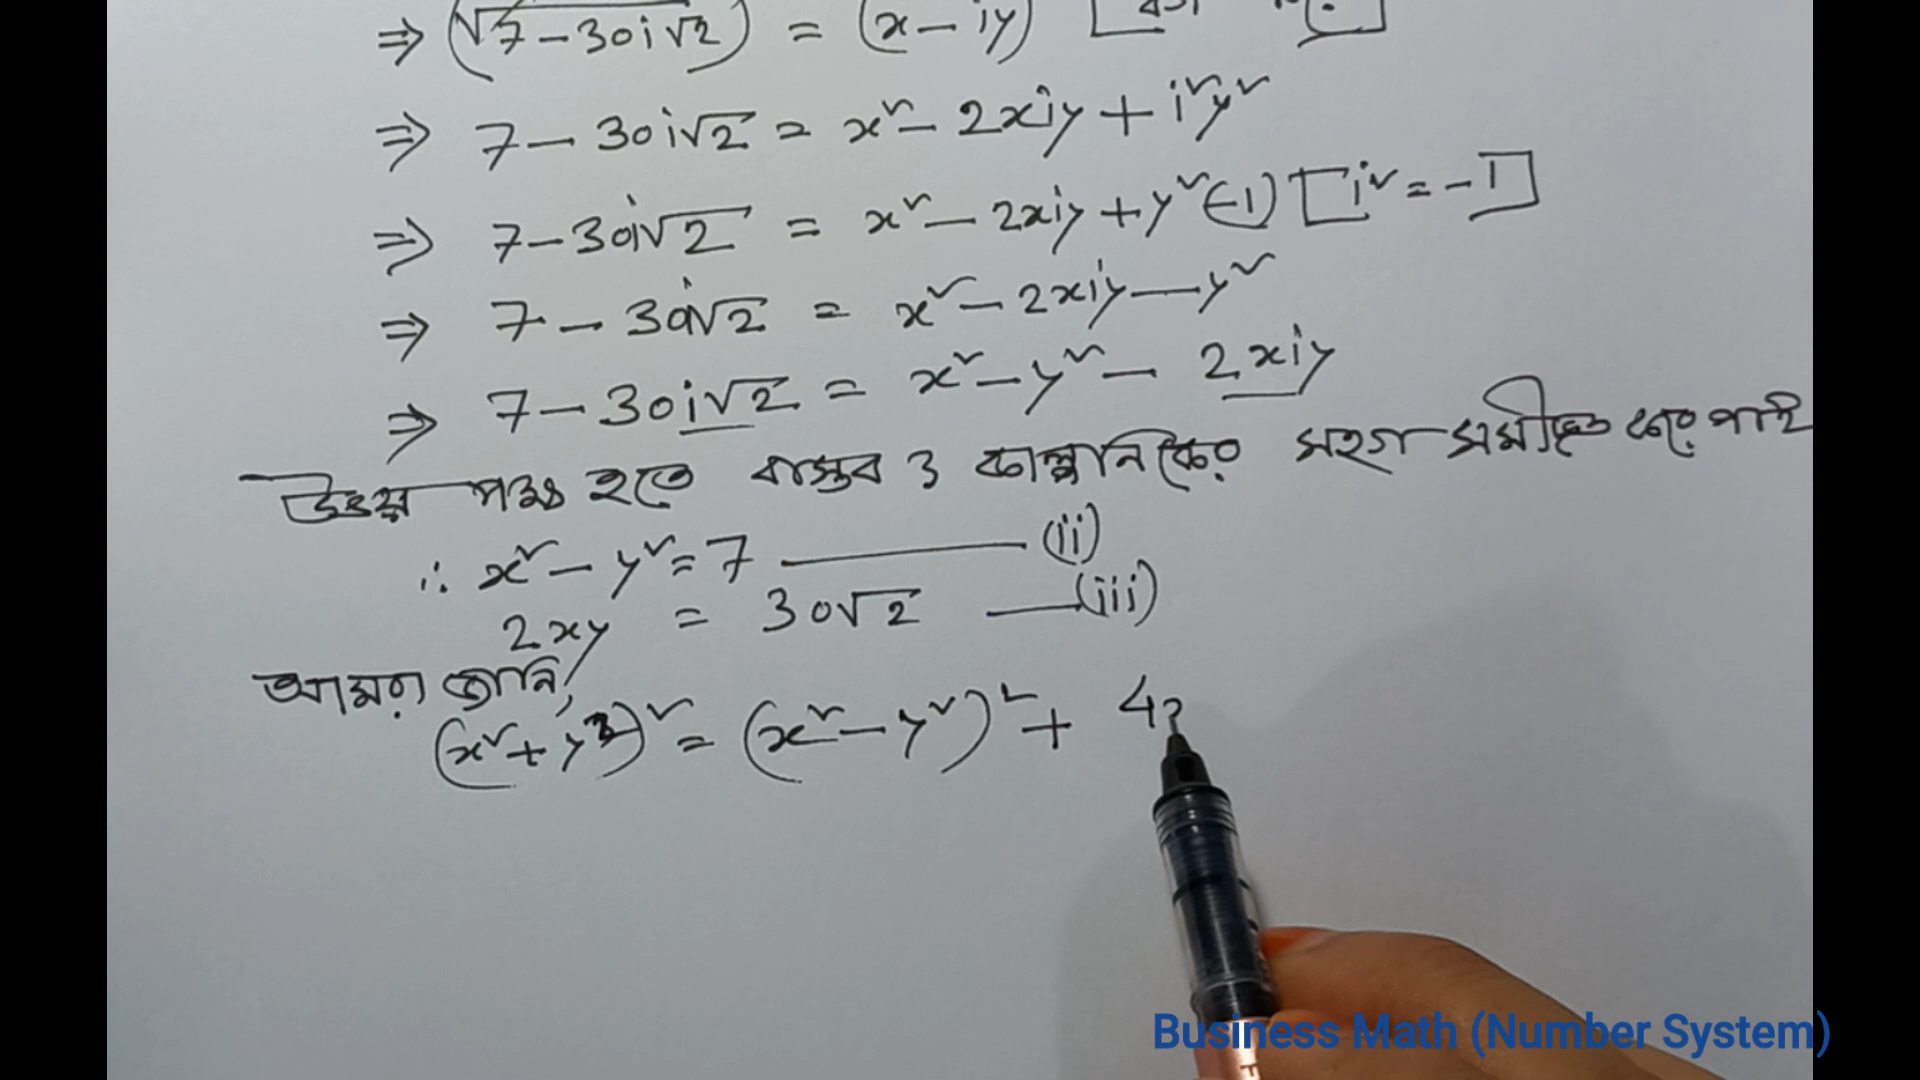 ⇒ (√7-30i√2) = (x-iy)
⇒ 7-30i√2 = x²-2xiy+i²y²
⇒ 7-30i√2 = x²-2xiy+y²(-1) [i²=-1]
⇒ 7-30i√2 = x²-2xiy-y²
⇒ 7-30i√2 = x²-y²-2xiy
উভয় পক্ষ হতে বাস্তব ও কাল্পনিকের সহগ সমীকৃত করে পাই
∴ x²-y²=7 —(ii)
2xy = 30√2 —(iii)
আমরা জানি,
(x²+y²)² = (x²-y²)²+ 4
Business Math (Number System)